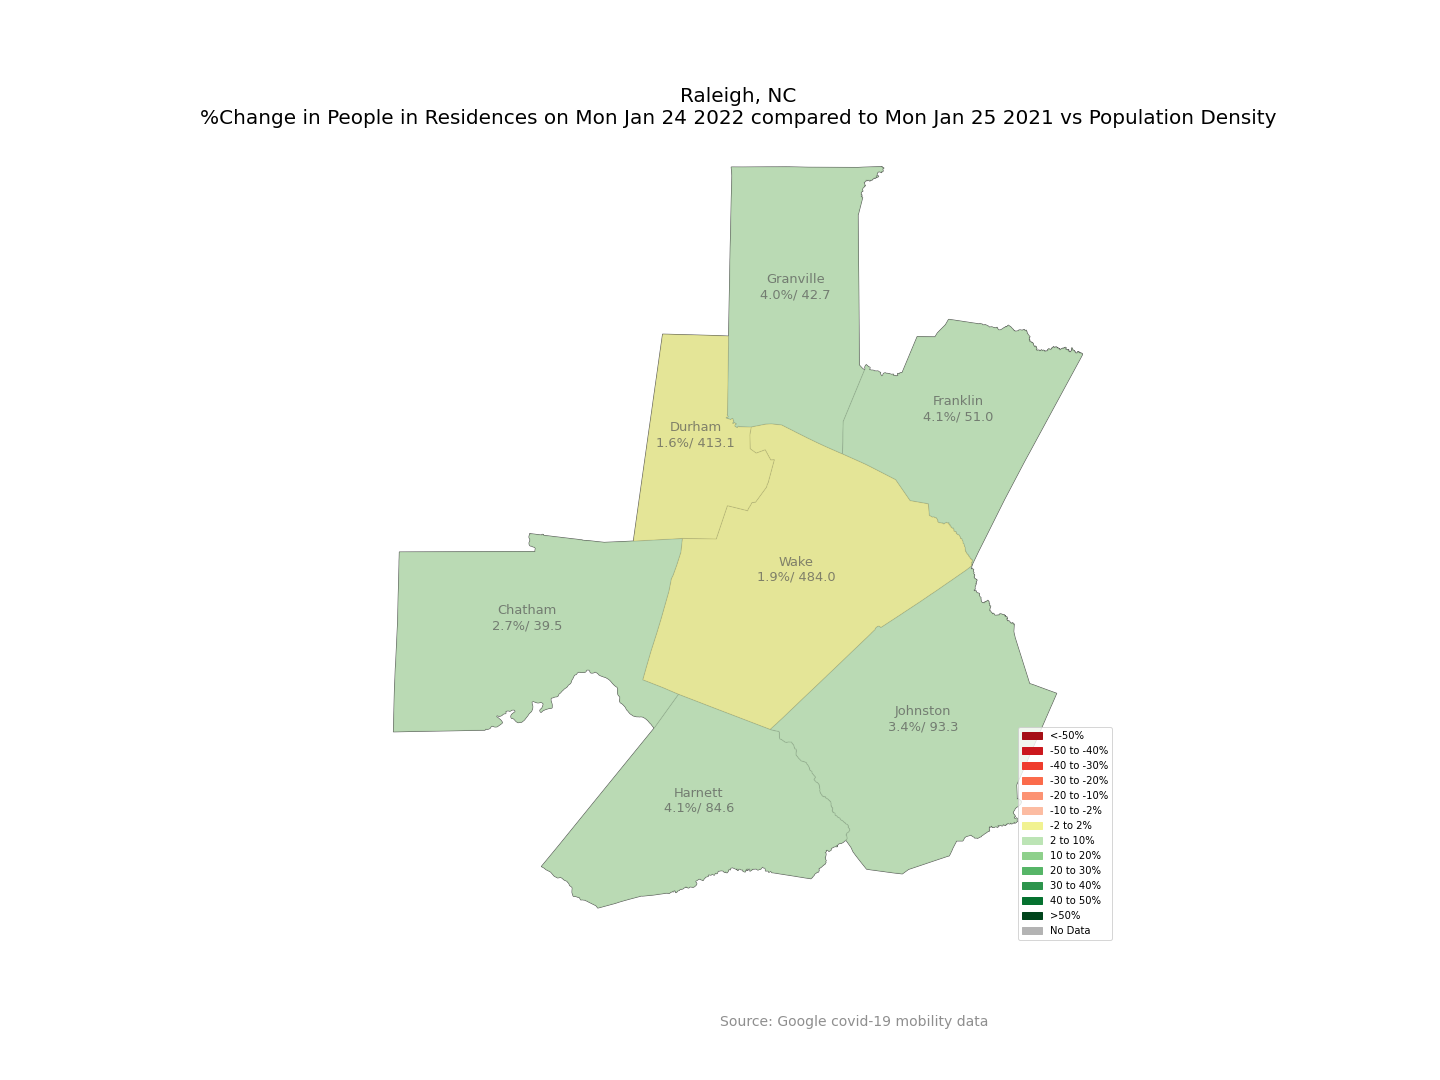 Raleigh, NC
%Change in People in Residences on Mon Jan 24 2022 compared to Mon Jan 25 2021 vs Population Density
Granville
4.0%/ 42.7
Franklin
4.1%/ 51.0
Durham
1.6%/ 413.1
Wake
1.9%/ 484.0
Chatham
2.7%/ 39.5
Johnston
3.4%/ 93.3
Harnett
4.1%/ 84.6
<-50%
-50 to -40%
-40 to -30%
-30 to -20%
-20 to -10%
-10 to -2%
-2 to 2%
2 to 10%
10 to 20%
20 to 30%
30 to 40%
40 to 50%
>50%
No Data
Source: Google covid-19 mobility data